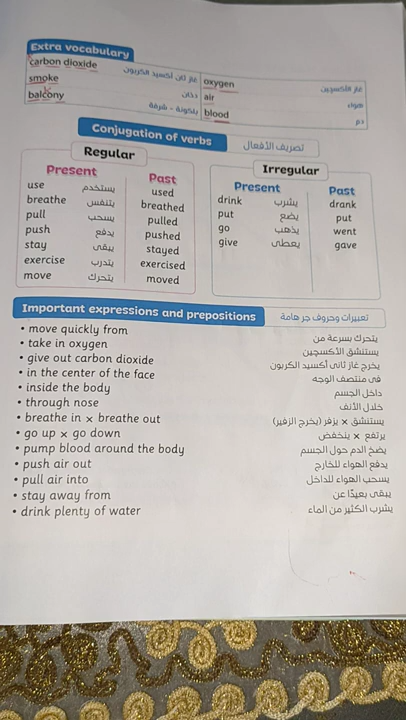 Extra vocabulary
carbon dioxide غاز ثانى أكسيد الكربون oxygen غاز الأكسجين
smoke دخان air هواء
balcony بلكونة - شرفة blood دم
Conjugation of verbs تصريف الأفعال
Regular
Present Past
use يستخدم used
breathe يتنفس breathed
pull يسحب pulled
push يدفع pushed
stay يبقى stayed
exercise يتدرب exercised
move يتحرك moved
Irregular
Present Past
drink يشرب drank
put يضع put
go يذهب went
give يعطى gave
Important expressions and prepositions تعبيرات وحروف جر هامة
• move quickly from يتحرك بسرعة من
• take in oxygen يستنشق الأكسجين
• give out carbon dioxide يخرج غاز ثانى أكسيد الكربون
• in the center of the face فى منتصف الوجه
• inside the body داخل الجسم
• through nose خلال الأنف
• breathe in × breathe out يستنشق × يزفر (يخرج الزفير)
• go up × go down يرتفع × ينخفض
• pump blood around the body يضخ الدم حول الجسم
• push air out يدفع الهواء للخارج
• pull air into يسحب الهواء للداخل
• stay away from يبقى بعيدًا عن
• drink plenty of water يشرب الكثير من الماء